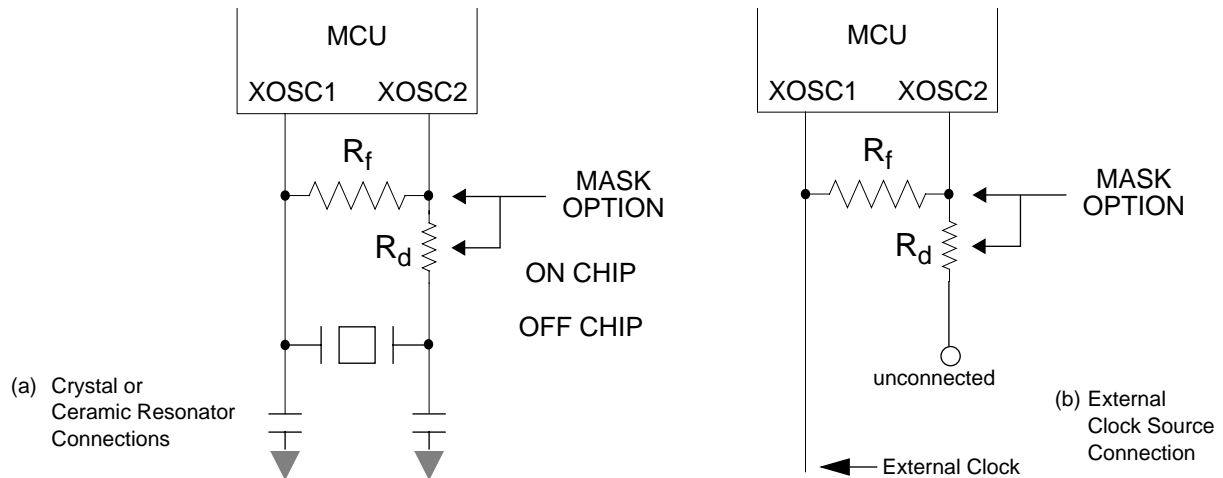 MCU
XOSC1 XOSC2
Rf
MASK
OPTION
Rd
ON CHIP
OFF CHIP
(a) Crystal or
Ceramic Resonator
Connections
MCU
XOSC1 XOSC2
Rf
MASK
OPTION
Rd
unconnected
(b) External
Clock Source
Connection
External Clock